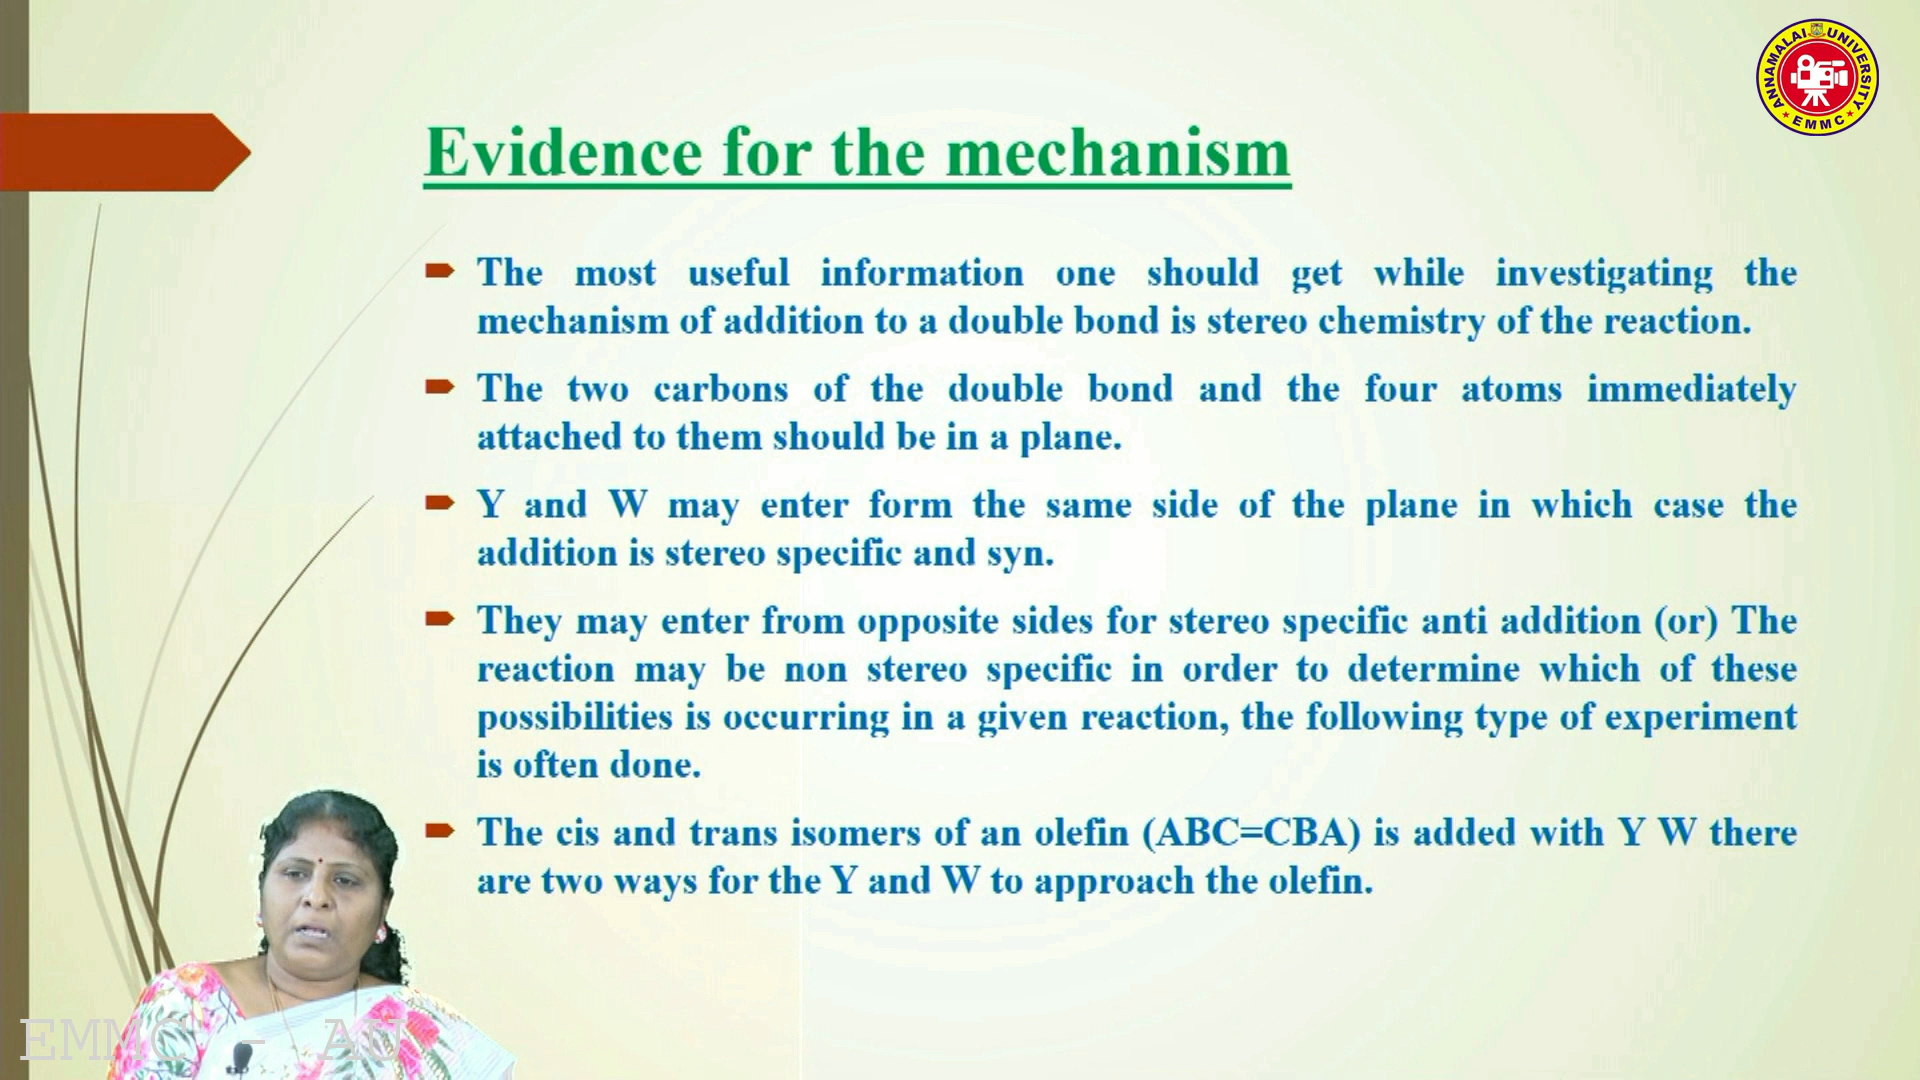 ANNAMALAI UNIVERSITY
EMMC
Evidence for the mechanism
The most useful information one should get while investigating the
mechanism of addition to a double bond is stereo chemistry of the reaction.
The two carbons of the double bond and the four atoms immediately
attached to them should be in a plane.
Y and W may enter form the same side of the plane in which case the
addition is stereo specific and syn.
They may enter from opposite sides for stereo specific anti addition (or) The
reaction may be non stereo specific in order to determine which of these
possibilities is occurring in a given reaction, the following type of experiment
is often done.
The cis and trans isomers of an olefin (ABC=CBA) is added with Y W there
are two ways for the Y and W to approach the olefin.
EMMC - AU